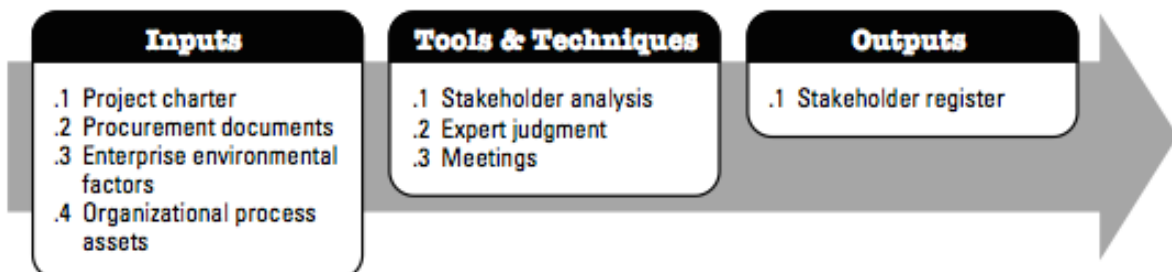 Inputs
.1 Project charter
.2 Procurement documents
.3 Enterprise environmental
factors
.4 Organizational process
assets
Tools & Techniques
.1 Stakeholder analysis
.2 Expert judgment
.3 Meetings
Outputs
.1 Stakeholder register